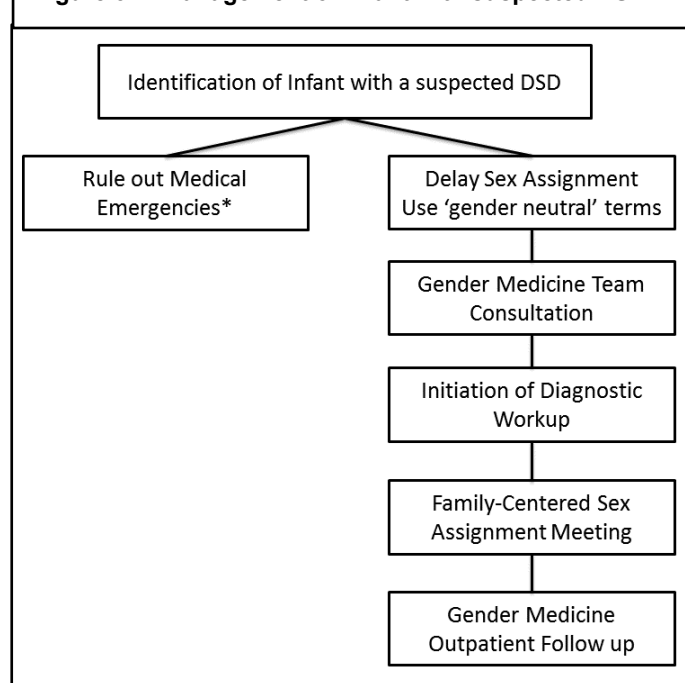 Identification of Infant with a suspected DSD
Rule out Medical
Emergencies*
Delay Sex Assignment
Use ‘gender neutral’ terms
Gender Medicine Team
Consultation
Initiation of Diagnostic
Workup
Family-Centered Sex
Assignment Meeting
Gender Medicine
Outpatient Follow up